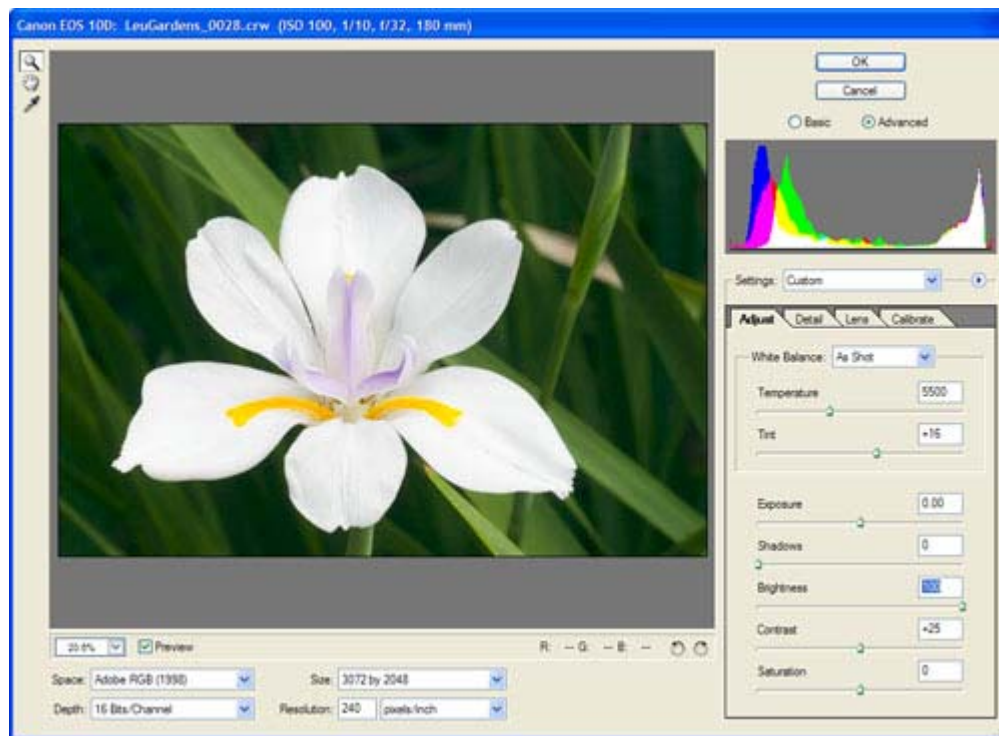 Canon EOS 10D: LeuGardens_0028.crw (ISO 100, 1/10, f/32, 180 mm)
OK
Cancel
Basic Advanced
Settings: Custom
Adjust Detail Lens Calibrate
White Balance: As Shot
Temperature 5500
Tint +16
Exposure 0.00
Shadows 0
Brightness 100
Contrast +25
Saturation 0
Preview R: -- G: -- B: --
Space: Adobe RGB (1998) Size: 3072 by 2048
Depth: 16 Bits/Channel Resolution: 240 pixels/inch